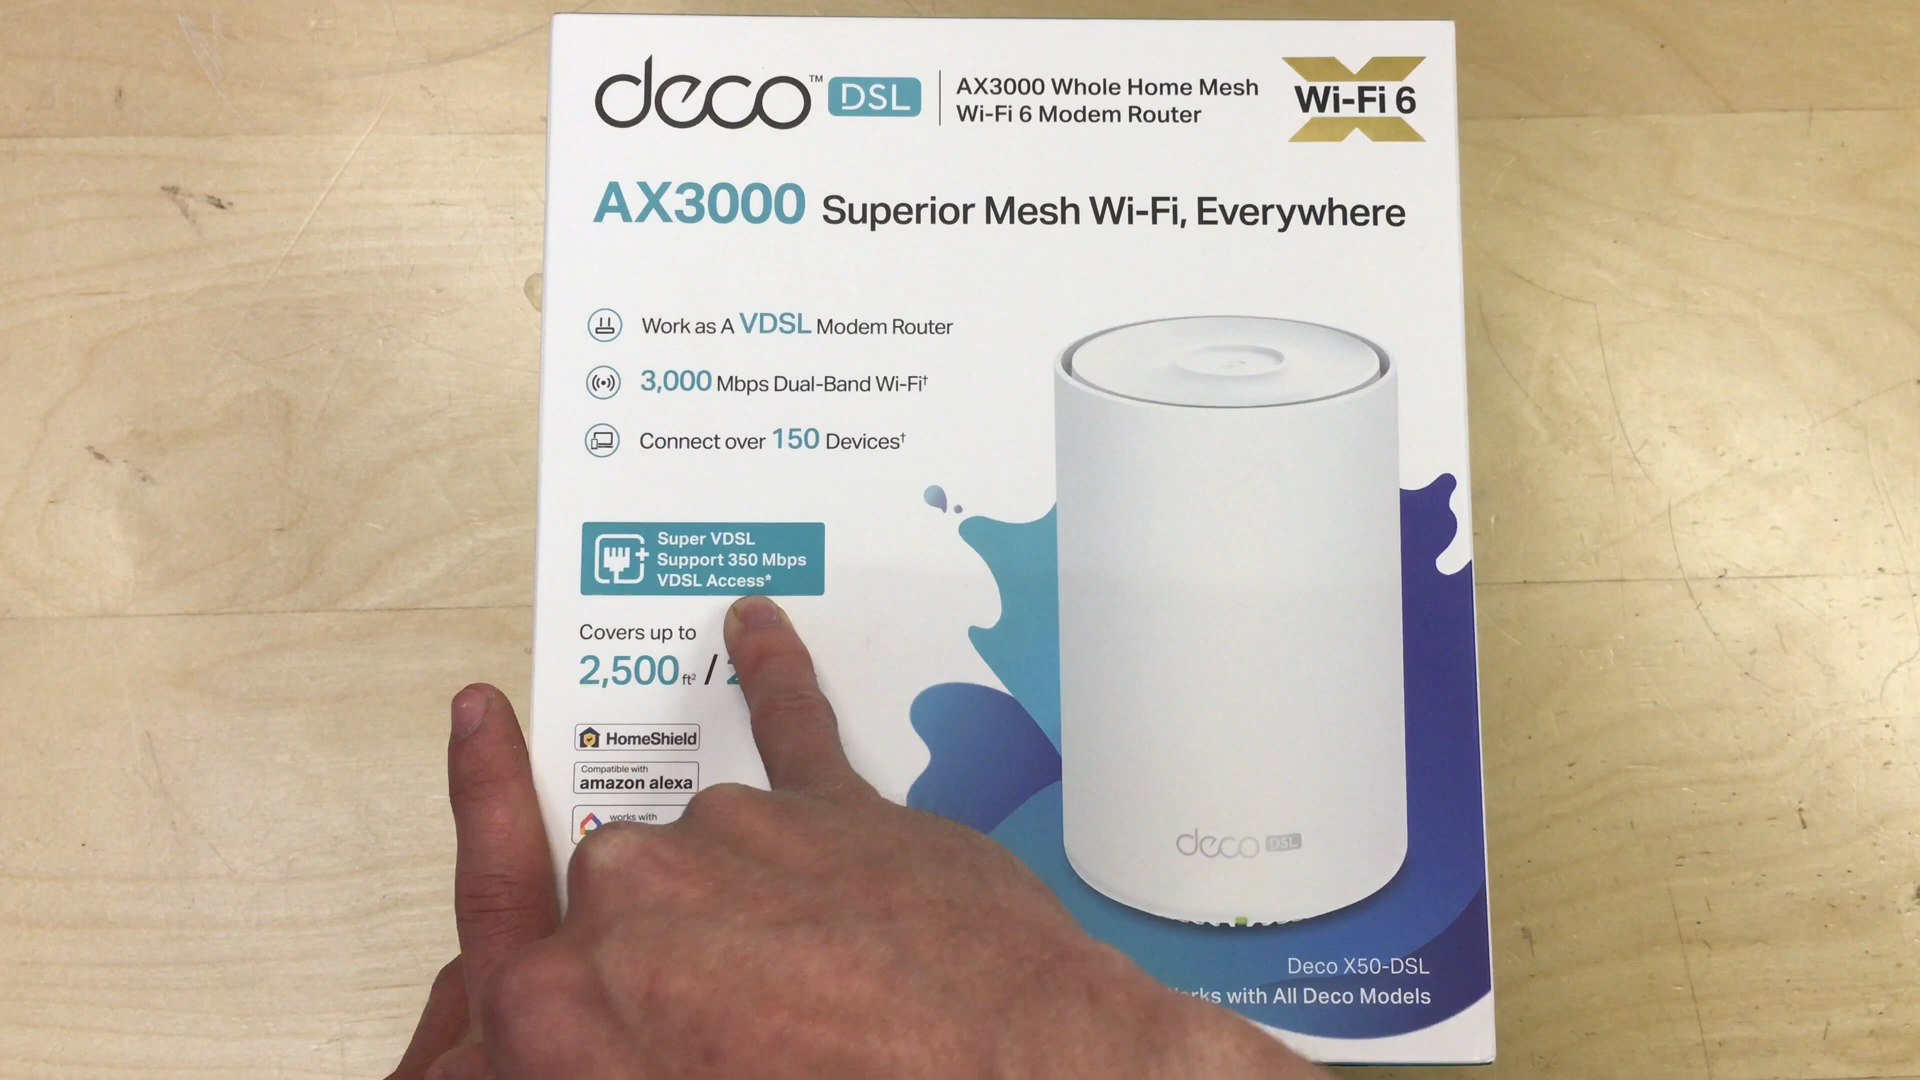 deco™ DSL
AX3000 Whole Home Mesh
Wi-Fi 6 Modem Router
Wi-Fi 6
AX3000 Superior Mesh Wi-Fi, Everywhere
Work as A VDSL Modem Router
3,000 Mbps Dual-Band Wi-Fi†
Connect over 150 Devices†
Super VDSL
Support 350 Mbps
VDSL Access*
Covers up to
2,500 ft² /
HomeShield
Compatible with
amazon alexa
works with
deco DSL
Deco X50-DSL
with All Deco Models